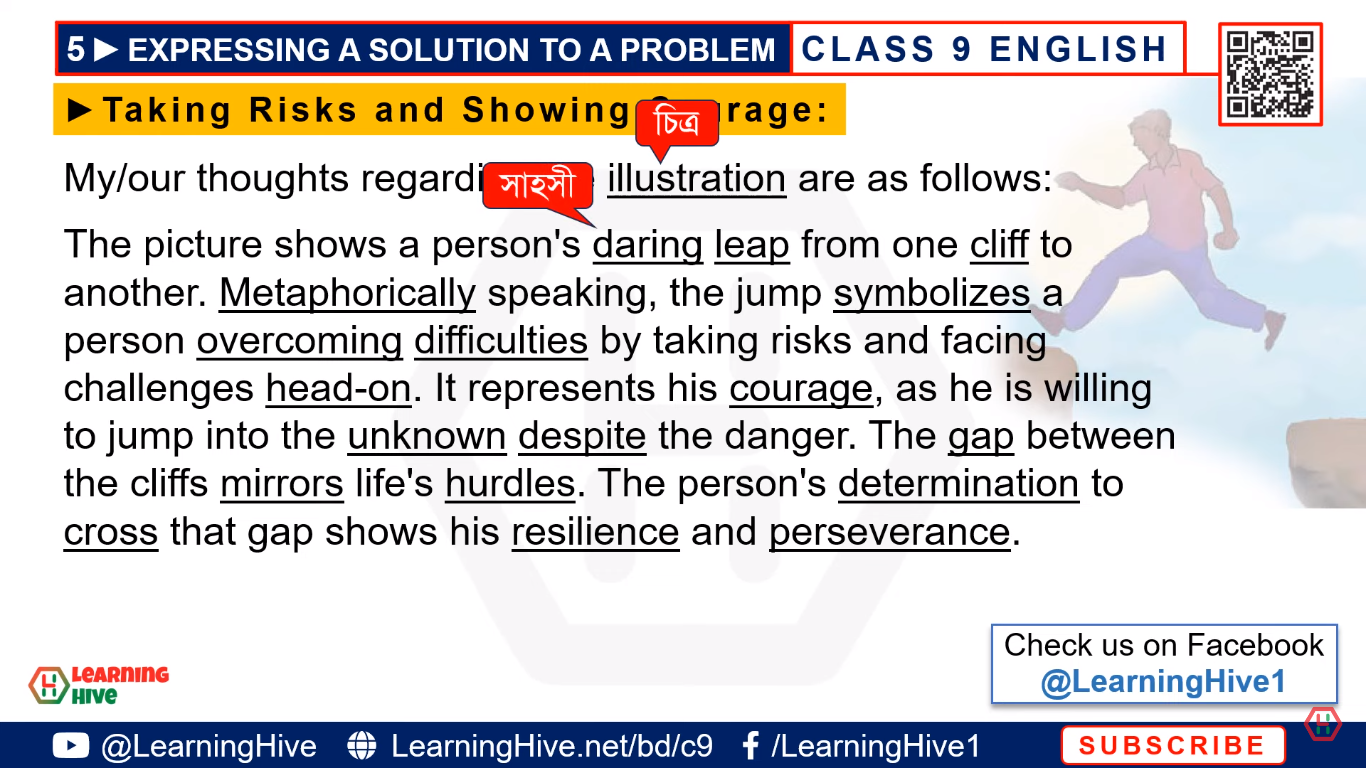 5 ► EXPRESSING A SOLUTION TO A PROBLEM CLASS 9 ENGLISH
► Taking Risks and Showing rage:
চিত্র
My/our thoughts regardi illustration are as follows:
সাহসী
The picture shows a person's daring leap from one cliff to
another. Metaphorically speaking, the jump symbolizes a
person overcoming difficulties by taking risks and facing
challenges head-on. It represents his courage, as he is willing
to jump into the unknown despite the danger. The gap between
the cliffs mirrors life's hurdles. The person's determination to
cross that gap shows his resilience and perseverance.
Check us on Facebook
@LearningHive1
LEARNING
HIVE
@LearningHive LearningHive.net/bd/c9 /LearningHive1 SUBSCRIBE